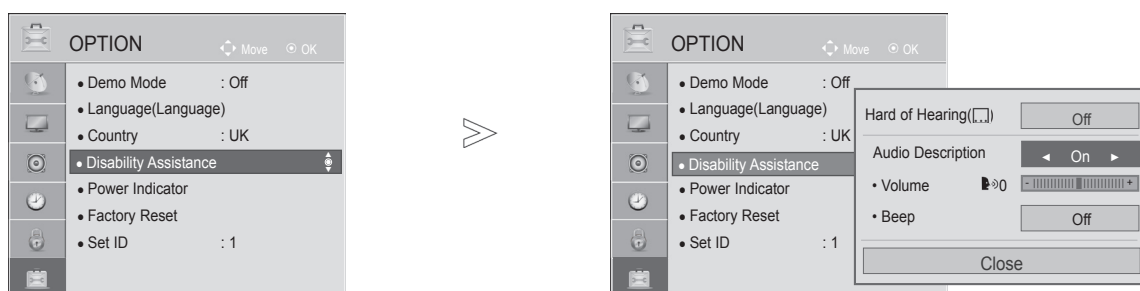 OPTION
Move OK
• Demo Mode : Off
• Language(Language)
• Country : UK
• Disability Assistance
• Power Indicator
• Factory Reset
• Set ID : 1
OPTION
Move OK
• Demo Mode : Off
• Language(Language)
• Country : UK
• Disability Assistance
• Power Indicator
• Factory Reset
• Set ID : 1
Hard of Hearing() Off
Audio Description ◄ On ►
• Volume 0 - +
• Beep Off
Close